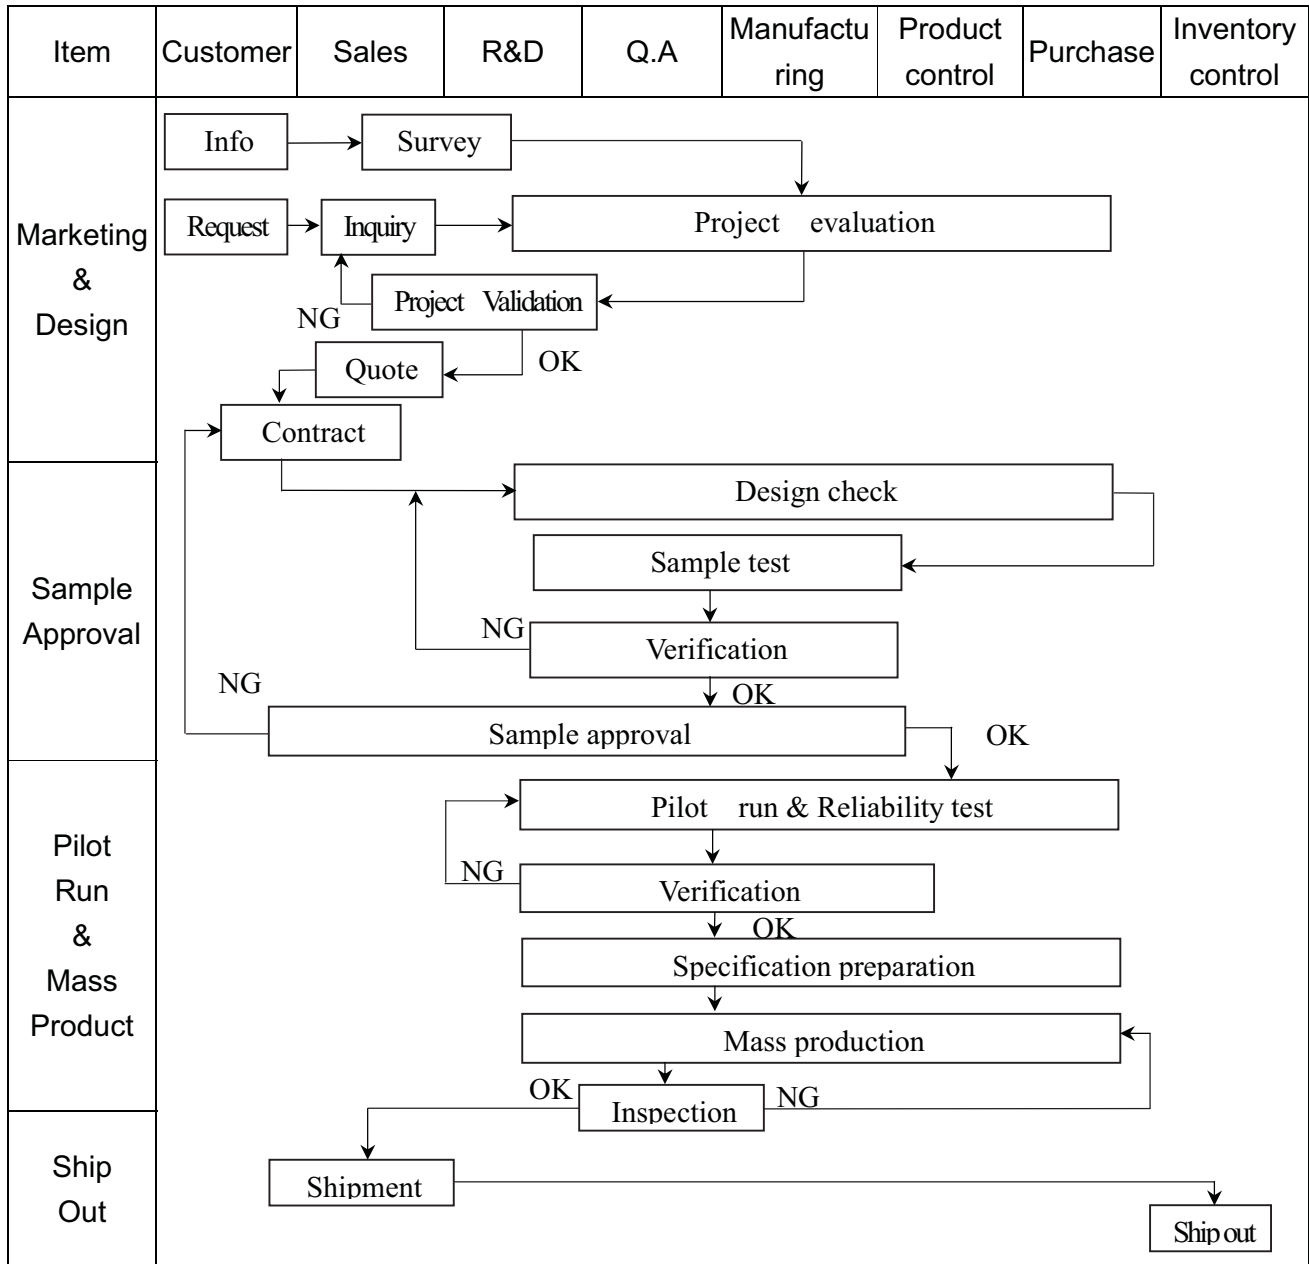 Item
Customer
Sales
R&D
Q.A
Manufactu
ring
Product
control
Purchase
Inventory
control
Marketing
&
Design
Info
Survey
Request
Inquiry
Project evaluation
Project Validation
NG
OK
Quote
Contract
Sample
Approval
Design check
Sample test
NG
Verification
OK
NG
Sample approval
OK
Pilot
Run
&
Mass
Product
Pilot run & Reliability test
NG
Verification
OK
Specification preparation
Mass production
OK
Inspection
NG
Ship
Out
Shipment
Ship out